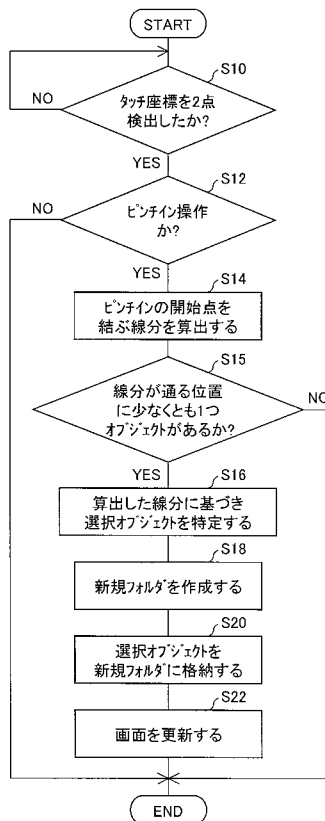 START
S10
タッチ座標を2点
検出したか?
NO
YES
S12
NO
ピンチイン操作
か?
YES
S14
ピンチインの開始点を
結ぶ線分を算出する
S15
線分が通る位置
に少なくとも1つ
オブジェクトがあるか?
NO
YES
S16
算出した線分に基づき
選択オブジェクトを特定する
S18
新規フォルダを作成する
S20
選択オブジェクトを
新規フォルダに格納する
S22
画面を更新する
END